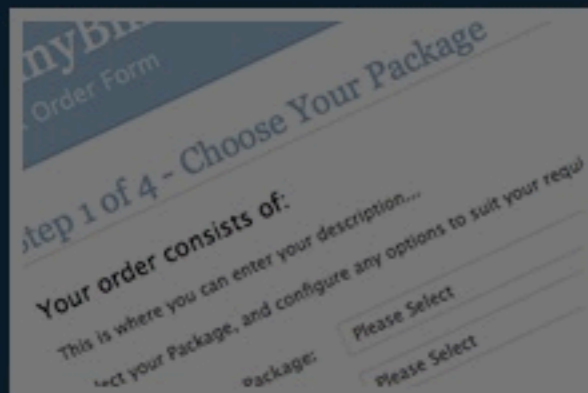 Order Form
Step 1 of 4 - Choose Your Package
Your order consists of:
This is where you can enter your description...
your Package, and configure any options to suit your
Package: Please Select
Please Select